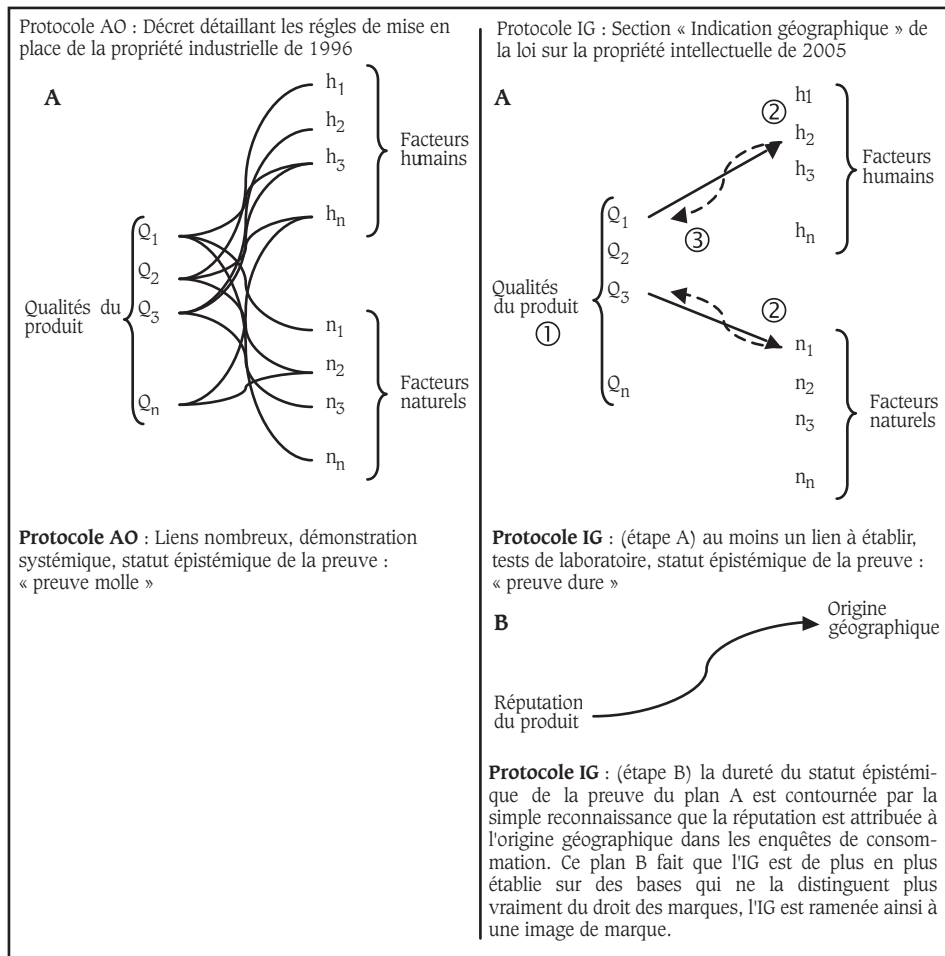 Protocole AO : Décret détaillant les régles de mise en
place de la propriété industrielle de 1996
A
h1
h2
h3
hn
Facteurs
humains
Q1
Q2
Q3
Qn
Qualités du
produit
n1
n2
n3
nn
Facteurs
naturels
Protocole AO : Liens nombreux, démonstration
systémique, statut épistémique de la preuve :
« preuve molle »
Protocole IG : Section « Indication géographique » de
la loi sur la propriété intellectuelle de 2005
A
h1
②
h2
h3
hn
Facteurs
humains
Q1
③
Q2
Q3
Qn
Qualités
du produit ①
②
n1
n2
n3
nn
Facteurs
naturels
Protocole IG : (étape A) au moins un lien à établir,
tests de laboratoire, statut épistémique de la preuve :
« preuve dure »
B
Origine
géographique
Réputation
du produit
Protocole IG : (étape B) la dureté du statut épistémi-
que de la preuve du plan A est contournée par la
simple reconnaissance que la réputation est attribuée à
l'origine géographique dans les enquêtes de consom-
mation. Ce plan B fait que l'IG est de plus en plus
établie sur des bases qui ne la distinguent plus
vraiment du droit des marques, l'IG est ramenée ainsi à
une image de marque.